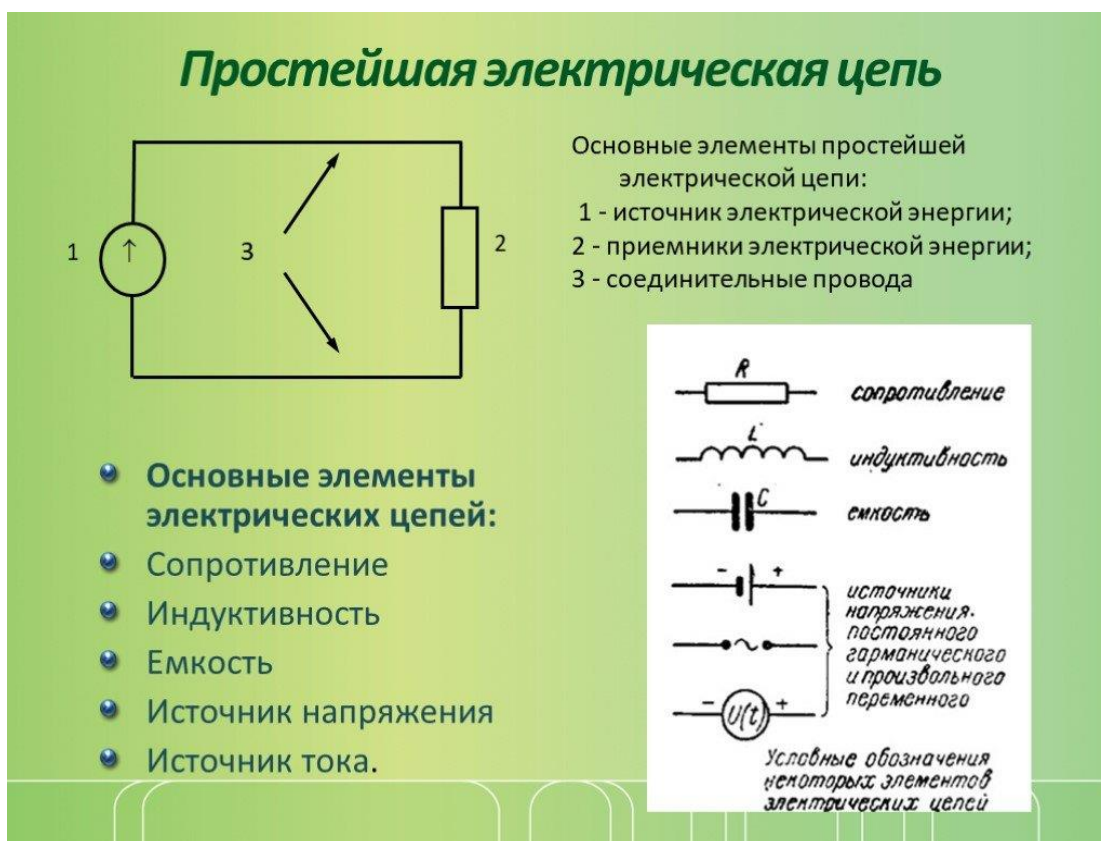 Простейшая электрическая цепь
1
↑
3
2
Основные элементы простейшей
электрической цепи:
1 - источник электрической энергии;
2 - приемники электрической энергии;
3 - соединительные провода
Основные элементы
электрических цепей:
Сопротивление
Индуктивность
Емкость
Источник напряжения
Источник тока.
R
сопротивление
L
индуктивность
C
емкость
- +
источники
напряжения.
постоянного
гарманического
и произвольного
переменного
~
- U(t) +
Условные обозначения
некоторых элементов
электрических цепей